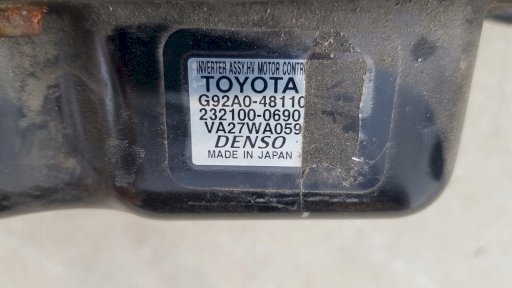 INVERTER ASSY,HV MOTOR CONTR
TOYOTA
G92A0-48110
232100-0690
VA27WA059
DENSO
MADE IN JAPAN